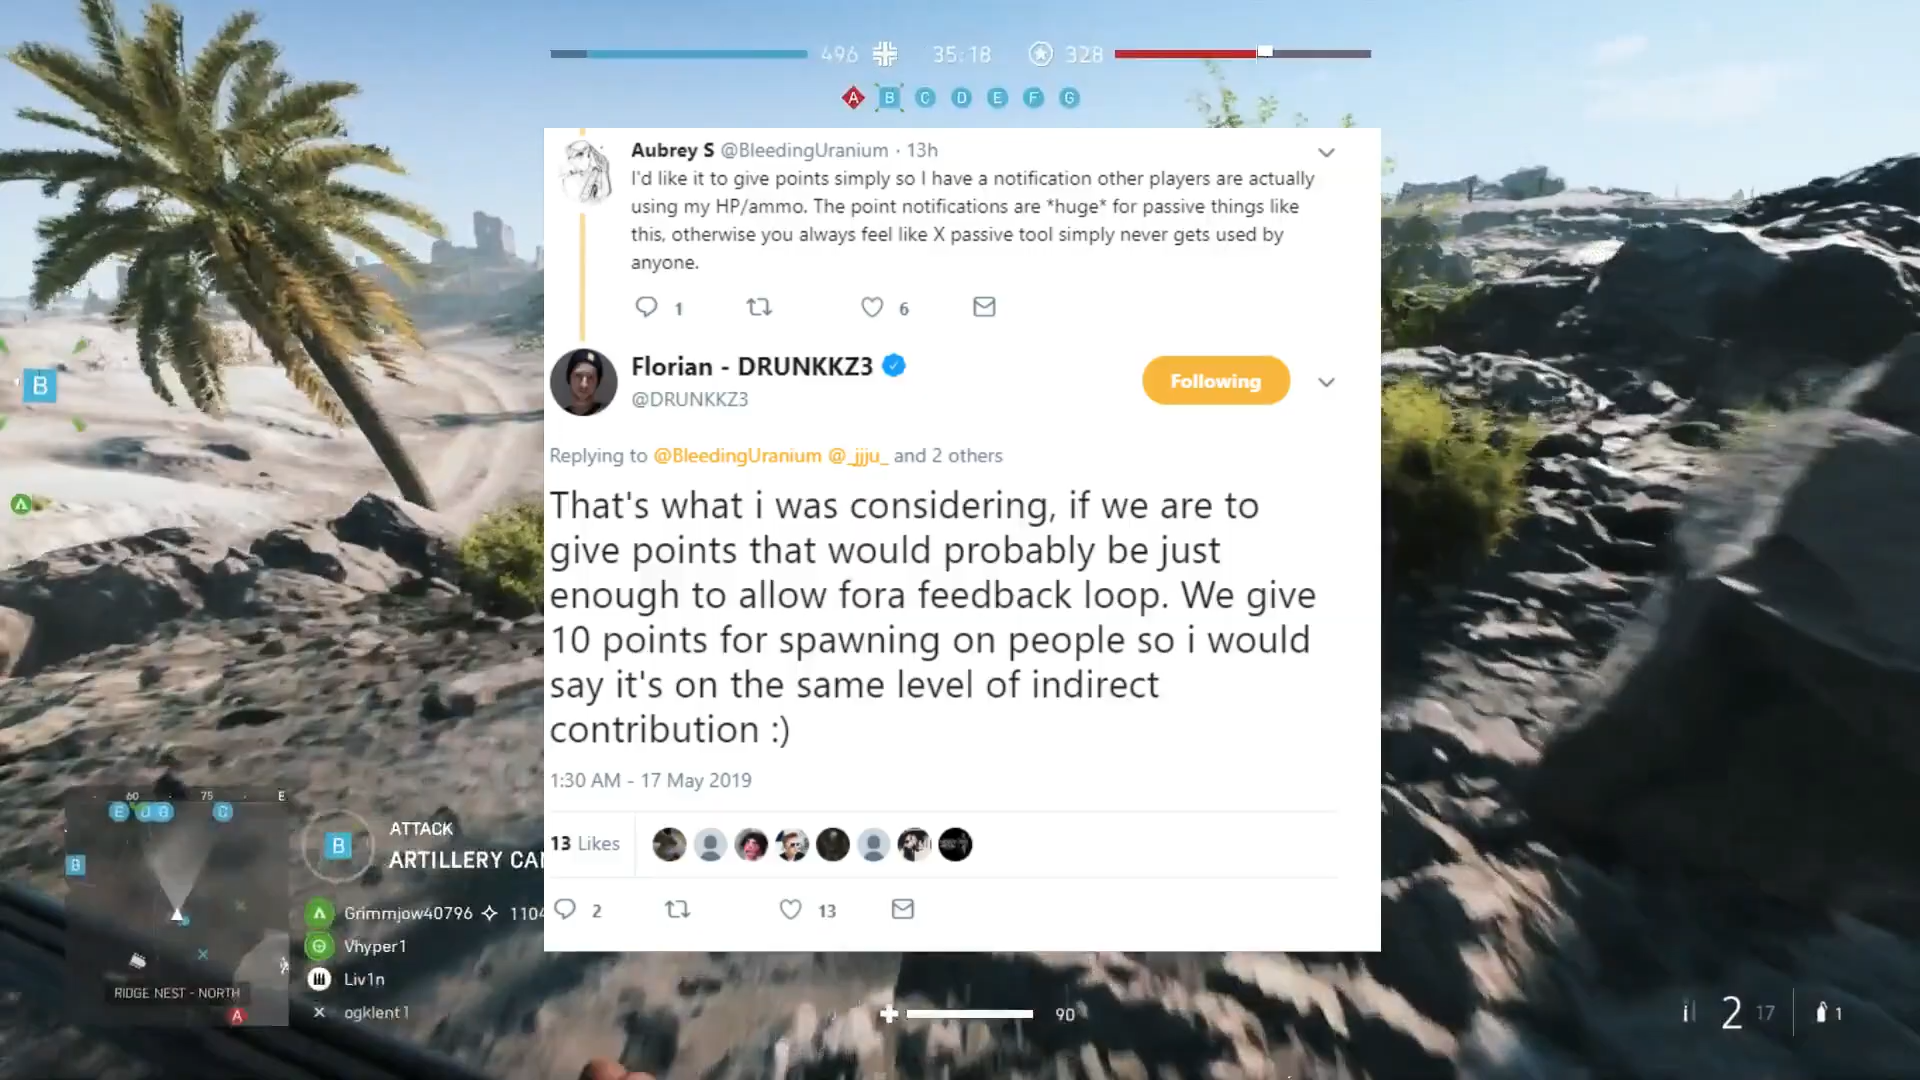 496 35:18 328
A B C D E F G
Aubrey S @BleedingUranium · 13h
I'd like it to give points simply so I have a notification other players are actually
using my HP/ammo. The point notifications are *huge* for passive things like
this, otherwise you always feel like X passive tool simply never gets used by
anyone.
1 6
Florian - DRUNKKZ3
@DRUNKKZ3
Following
Replying to @BleedingUranium @_jjju_ and 2 others
That's what i was considering, if we are to
give points that would probably be just
enough to allow fora feedback loop. We give
10 points for spawning on people so i would
say it's on the same level of indirect
contribution :)
1:30 AM - 17 May 2019
13 Likes
2 13
B
60 75 E
E D G C
B
RIDGE NEST - NORTH
A
B
ATTACK
ARTILLERY CA
Grimmjow40796 1104
Vhyper1
Liv1n
ogklent1
90
2 17 1